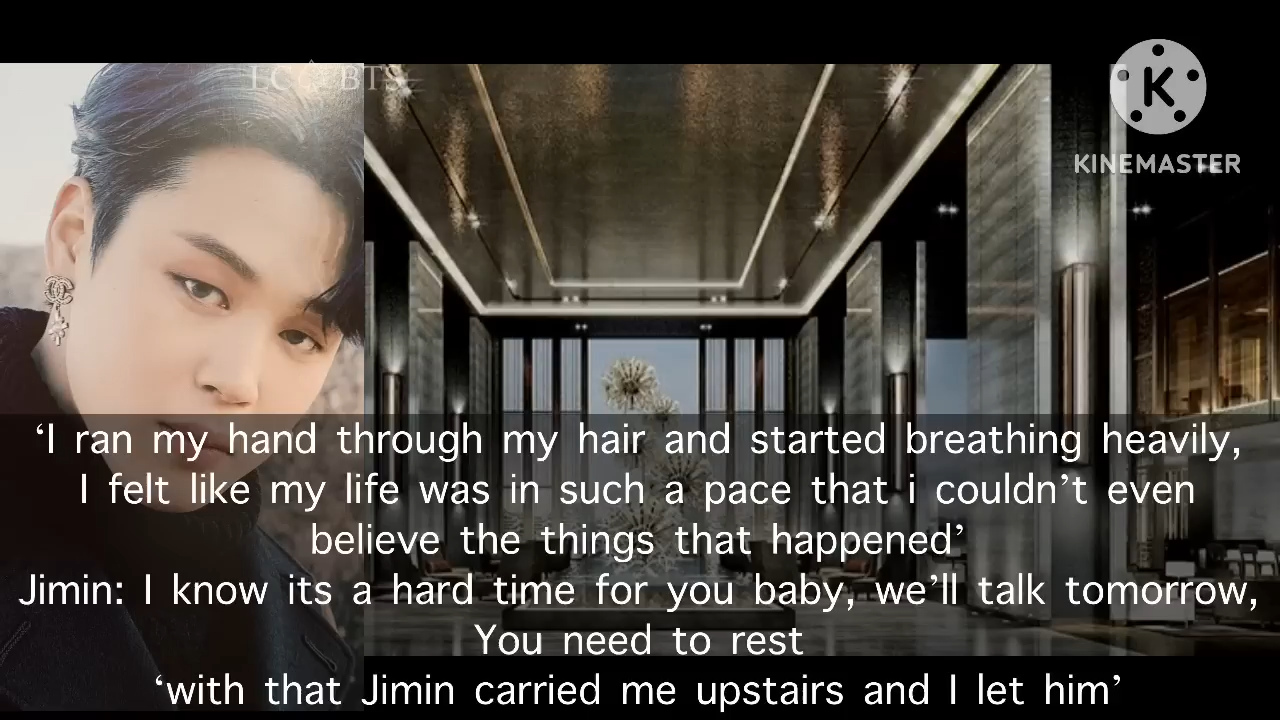 LC BTS
K
KINEMASTER
‘I ran my hand through my hair and started breathing heavily,
I felt like my life was in such a pace that i couldn’t even
believe the things that happened’
Jimin: I know its a hard time for you baby, we’ll talk tomorrow,
You need to rest
‘with that Jimin carried me upstairs and I let him’